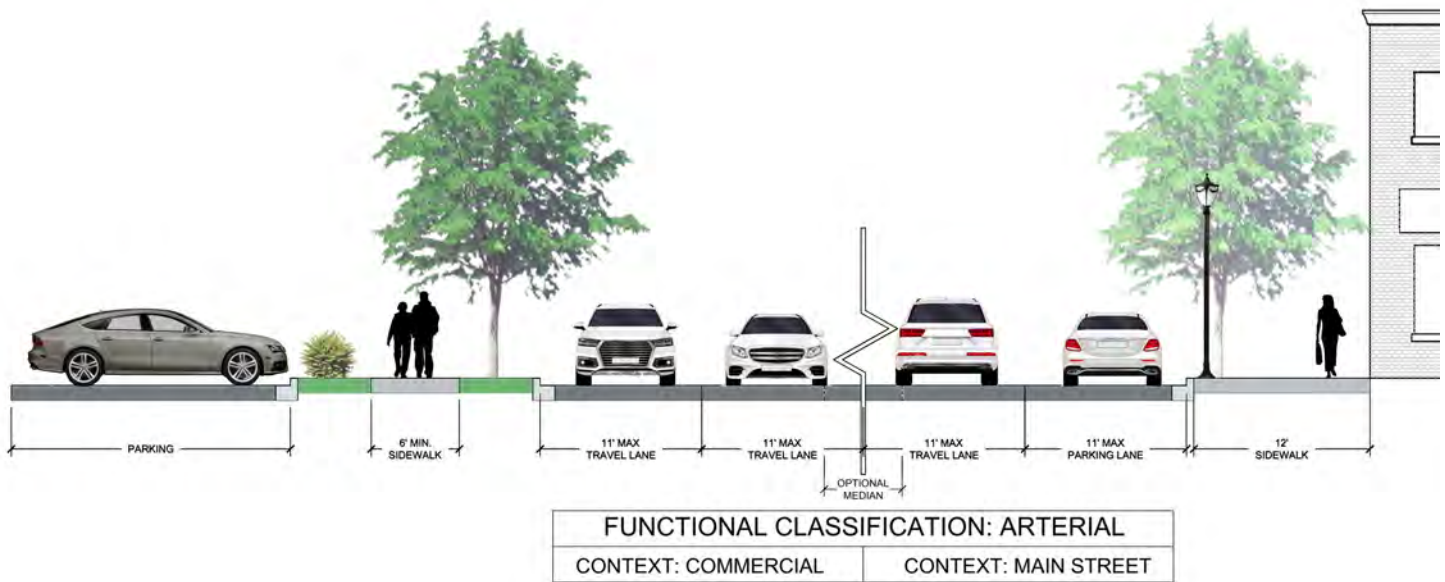 PARKING
6' MIN.
SIDEWALK
11' MAX
TRAVEL LANE
11' MAX
TRAVEL LANE
11' MAX
TRAVEL LANE
11' MAX
PARKING LANE
12'
SIDEWALK
OPTIONAL
MEDIAN
FUNCTIONAL CLASSIFICATION: ARTERIAL
CONTEXT: COMMERCIAL
CONTEXT: MAIN STREET